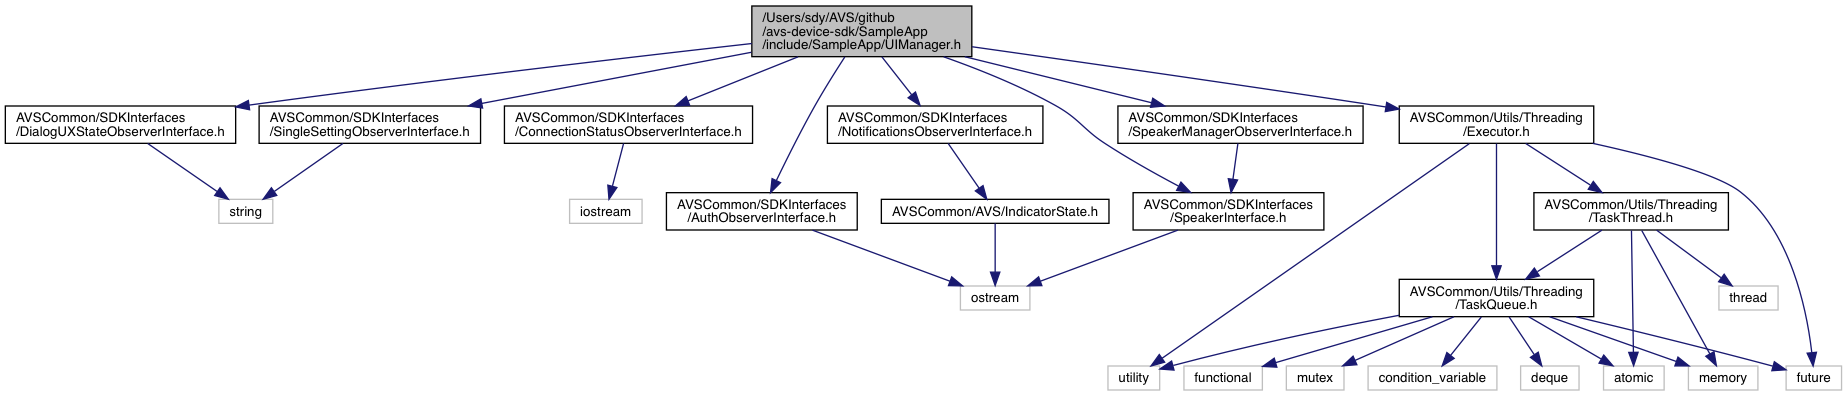 /Users/sdy/AVS/github
/avs-device-sdk/SampleApp
/include/SampleApp/UIManager.h
AVSCommon/SDKInterfaces
/DialogUXStateObserverInterface.h
AVSCommon/SDKInterfaces
/SingleSettingObserverInterface.h
AVSCommon/SDKInterfaces
/ConnectionStatusObserverInterface.h
AVSCommon/SDKInterfaces
/NotificationsObserverInterface.h
AVSCommon/SDKInterfaces
/SpeakerManagerObserverInterface.h
AVSCommon/Utils/Threading
/Executor.h
string
iostream
AVSCommon/SDKInterfaces
/AuthObserverInterface.h
AVSCommon/AVS/IndicatorState.h
AVSCommon/SDKInterfaces
/SpeakerInterface.h
AVSCommon/Utils/Threading
/TaskThread.h
ostream
AVSCommon/Utils/Threading
/TaskQueue.h
thread
utility
functional
mutex
condition_variable
deque
atomic
memory
future